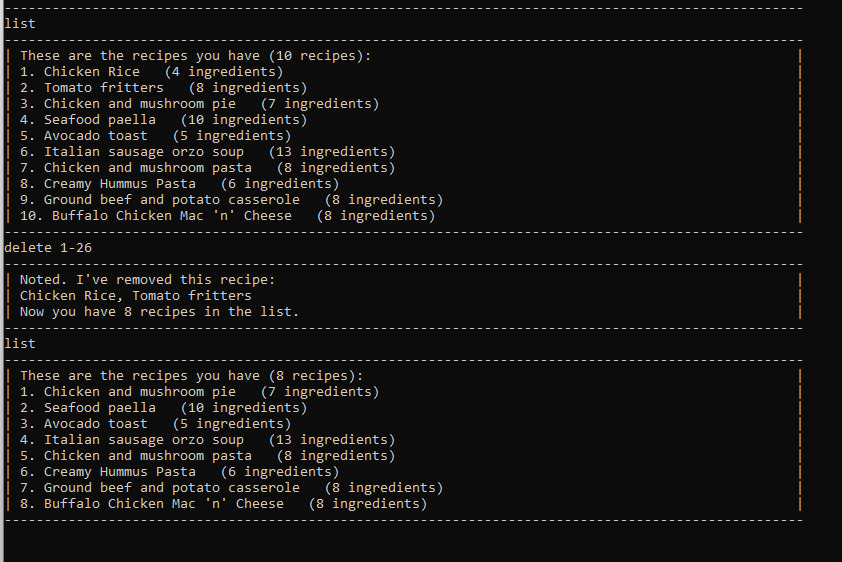 --------------------------------------------------------------------------------
list
--------------------------------------------------------------------------------
| These are the recipes you have (10 recipes): |
| 1. Chicken Rice (4 ingredients) |
| 2. Tomato fritters (8 ingredients) |
| 3. Chicken and mushroom pie (7 ingredients) |
| 4. Seafood paella (10 ingredients) |
| 5. Avocado toast (5 ingredients) |
| 6. Italian sausage orzo soup (13 ingredients) |
| 7. Chicken and mushroom pasta (8 ingredients) |
| 8. Creamy Hummus Pasta (6 ingredients) |
| 9. Ground beef and potato casserole (8 ingredients) |
| 10. Buffalo Chicken Mac 'n' Cheese (8 ingredients) |
--------------------------------------------------------------------------------
delete 1-26
--------------------------------------------------------------------------------
| Noted. I've removed this recipe: |
| Chicken Rice, Tomato fritters |
| Now you have 8 recipes in the list. |
--------------------------------------------------------------------------------
list
--------------------------------------------------------------------------------
| These are the recipes you have (8 recipes): |
| 1. Chicken and mushroom pie (7 ingredients) |
| 2. Seafood paella (10 ingredients) |
| 3. Avocado toast (5 ingredients) |
| 4. Italian sausage orzo soup (13 ingredients) |
| 5. Chicken and mushroom pasta (8 ingredients) |
| 6. Creamy Hummus Pasta (6 ingredients) |
| 7. Ground beef and potato casserole (8 ingredients) |
| 8. Buffalo Chicken Mac 'n' Cheese (8 ingredients) |
--------------------------------------------------------------------------------